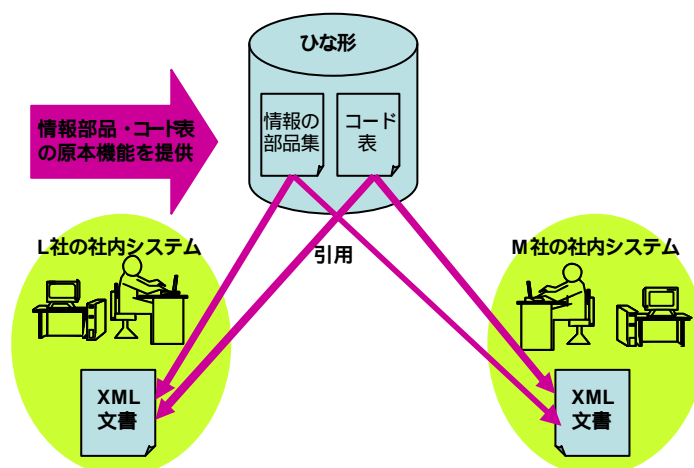 ひな形
情報部品・コード表
の原本機能を提供
情報の
部品集
コード
表
L社の社内システム
引用
M社の社内システム
XML
文書
XML
文書